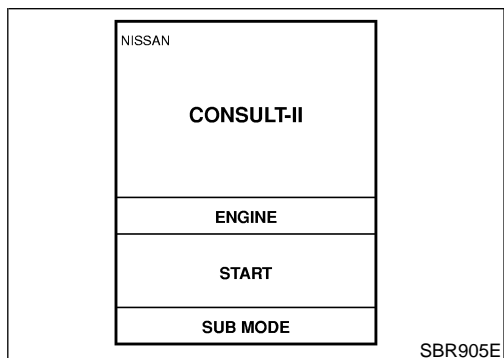 NISSAN
CONSULT-II
ENGINE
START
SUB MODE
SBR905E